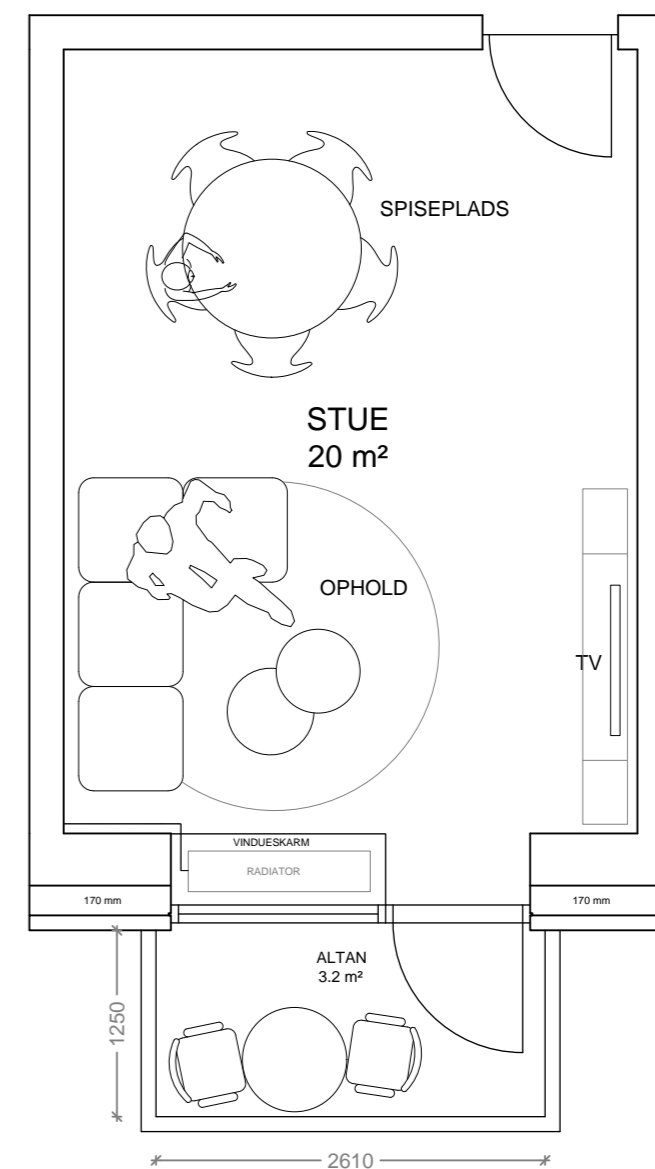 SPISEPLADS
STUE
20 m²
OPHOLD
TV
VINDUESKARM
RADIATOR
170 mm
170 mm
ALTAN
3.2 m²
1250
2610